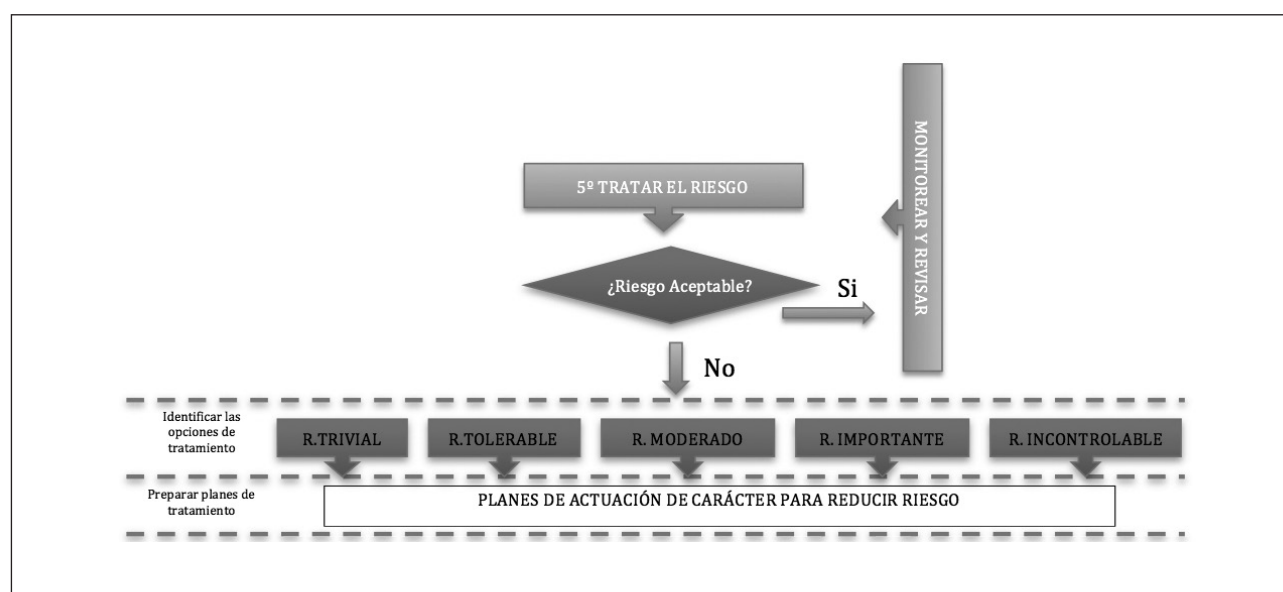 5º TRATAR EL RIESGO
MONITOREAR Y REVISAR
¿Riesgo Aceptable?
Si
No
Identificar las
opciones de
tratamiento
R.TRIVIAL
R.TOLERABLE
R. MODERADO
R. IMPORTANTE
R. INCONTROLABLE
Preparar planes de
tratamiento
PLANES DE ACTUACIÓN DE CARÁCTER PARA REDUCIR RIESGO